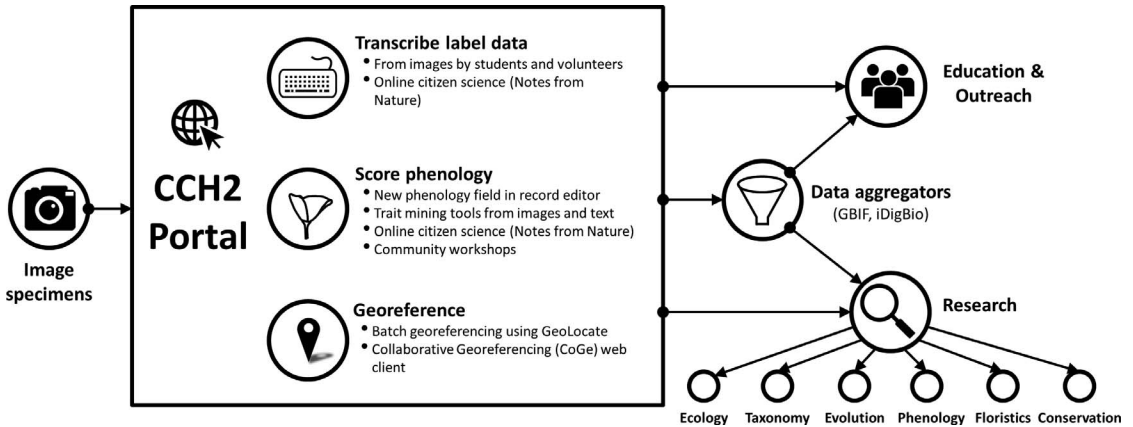 Image
specimens
CCH2
Portal
Transcribe label data
• From images by students and volunteers
• Online citizen science (Notes from
Nature)
Score phenology
• New phenology field in record editor
• Trait mining tools from images and text
• Online citizen science (Notes from Nature)
• Community workshops
Georeference
• Batch georeferencing using GeoLocate
• Collaborative Georeferencing (CoGe) web
client
Education &
Outreach
Data aggregators
(GBIF, iDigBio)
Research
Ecology Taxonomy Evolution Phenology Floristics Conservation